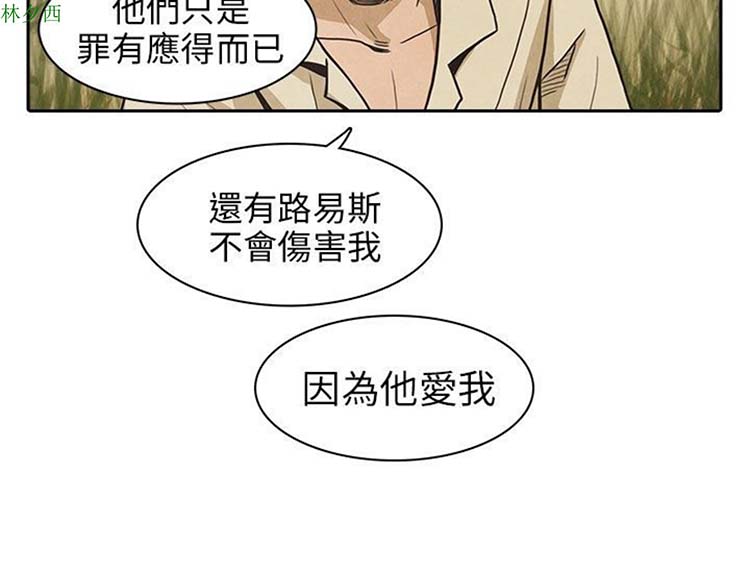 林夕西
他們只是
罪有應得而已
還有路易斯
不會傷害我
因為他愛我